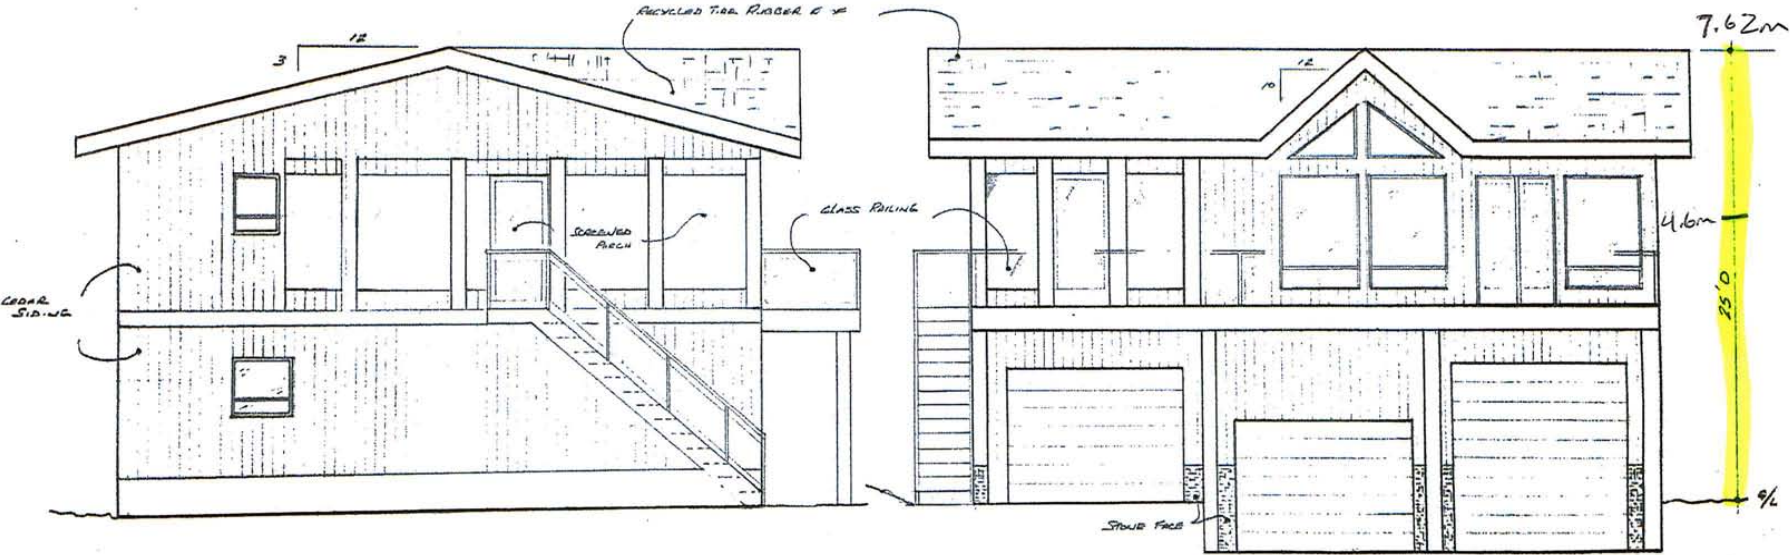 RECYCLED TIRE RUBBER
7.62m
12
3
12
10
GLASS RAILING
4.6m
SCREENED
PORCH
CEDAR
SIDING
25'0
STONE FACE
G/L